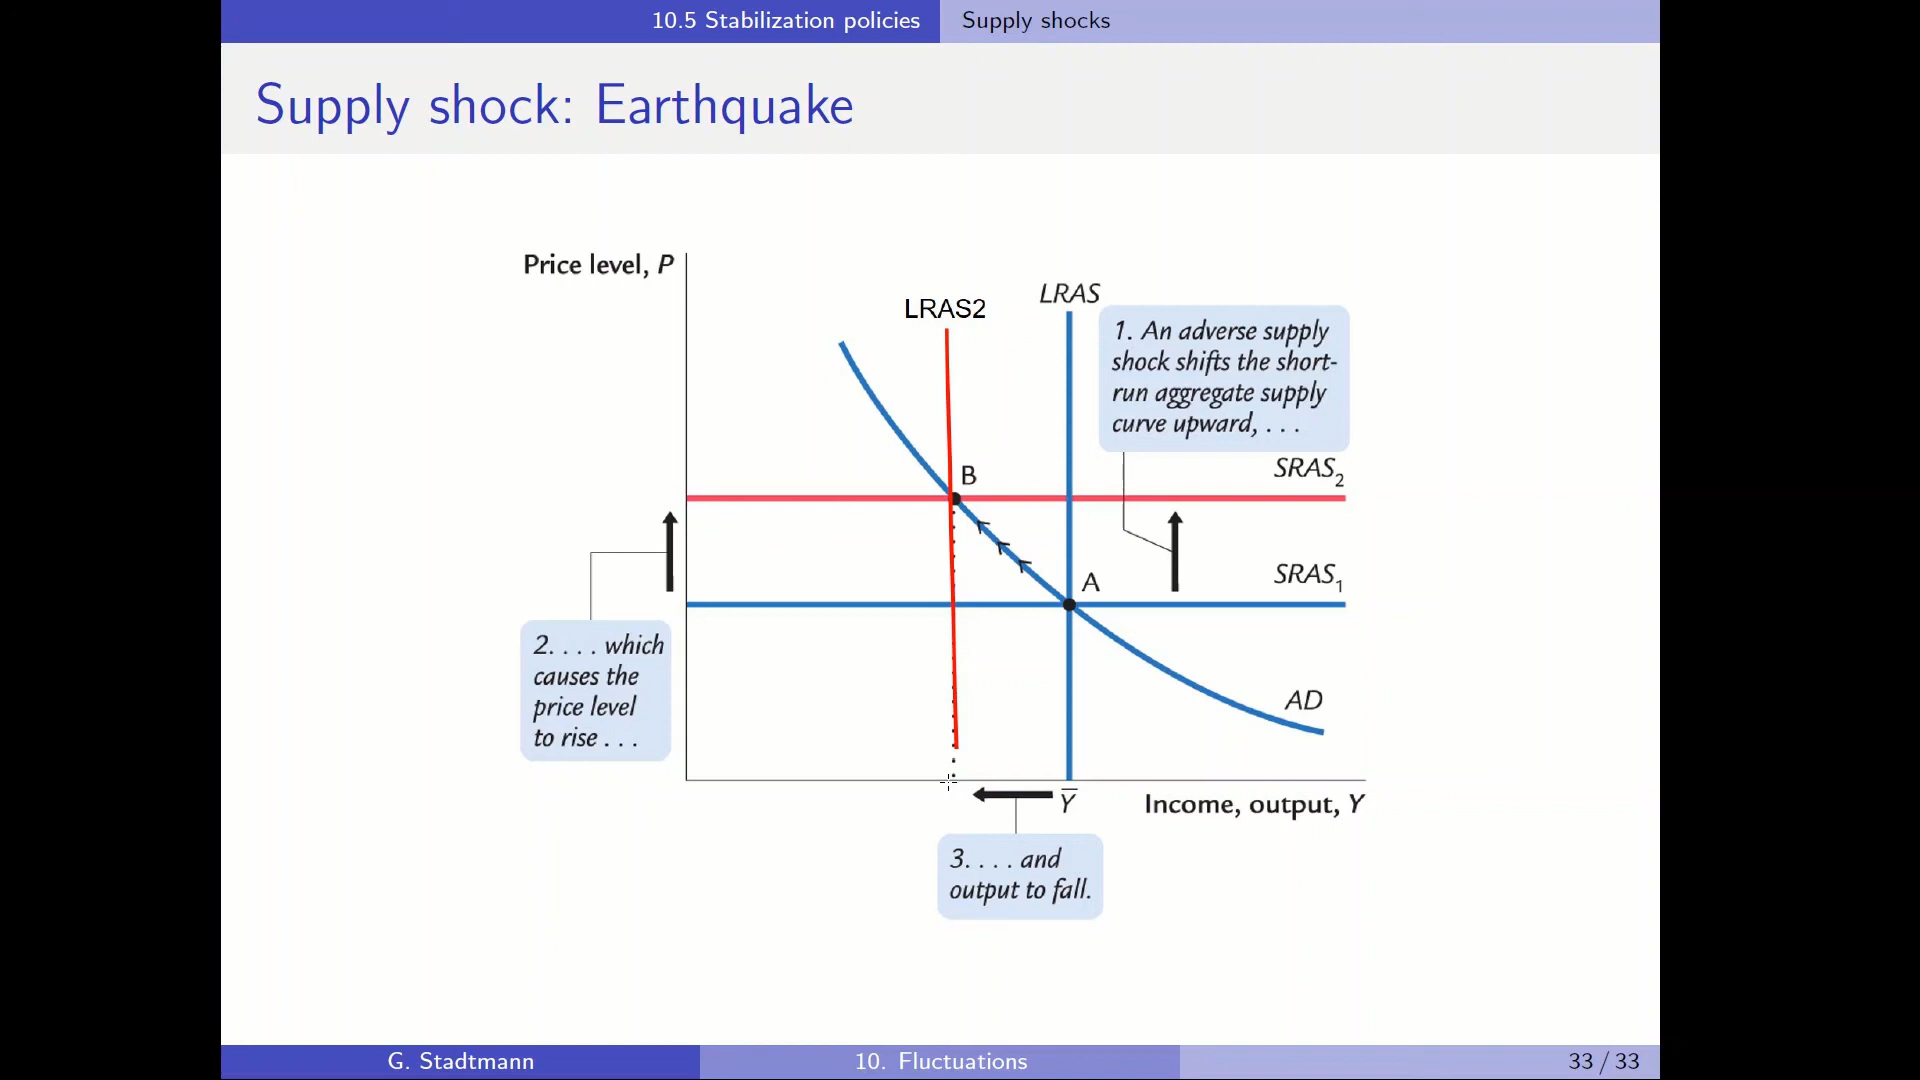 10.5 Stabilization policies Supply shocks
Supply shock: Earthquake
Price level, P
LRAS2
LRAS
1. An adverse supply
shock shifts the short-
run aggregate supply
curve upward, . . .
B
SRAS2
A
SRAS1
2. . . . which
causes the
price level
to rise . . .
AD
Y̅
Income, output, Y
3. . . . and
output to fall.
G. Stadtmann 10. Fluctuations 33 / 33